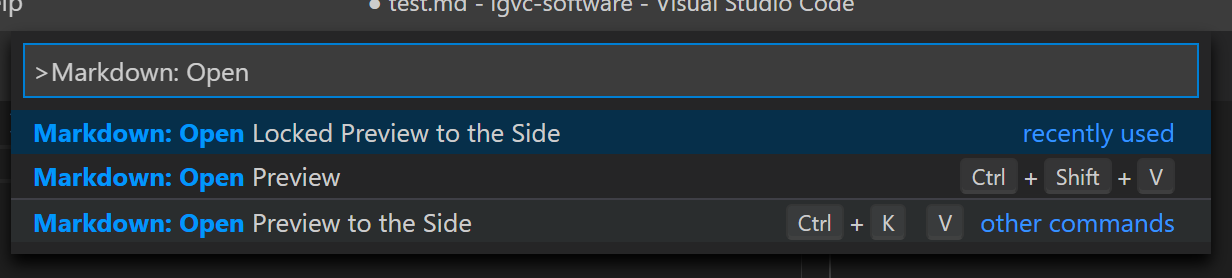 ● test.md - igvc-software - Visual Studio Code
>Markdown: Open
Markdown: Open Locked Preview to the Side recently used
Markdown: Open Preview Ctrl + Shift + V
Markdown: Open Preview to the Side Ctrl + K V other commands